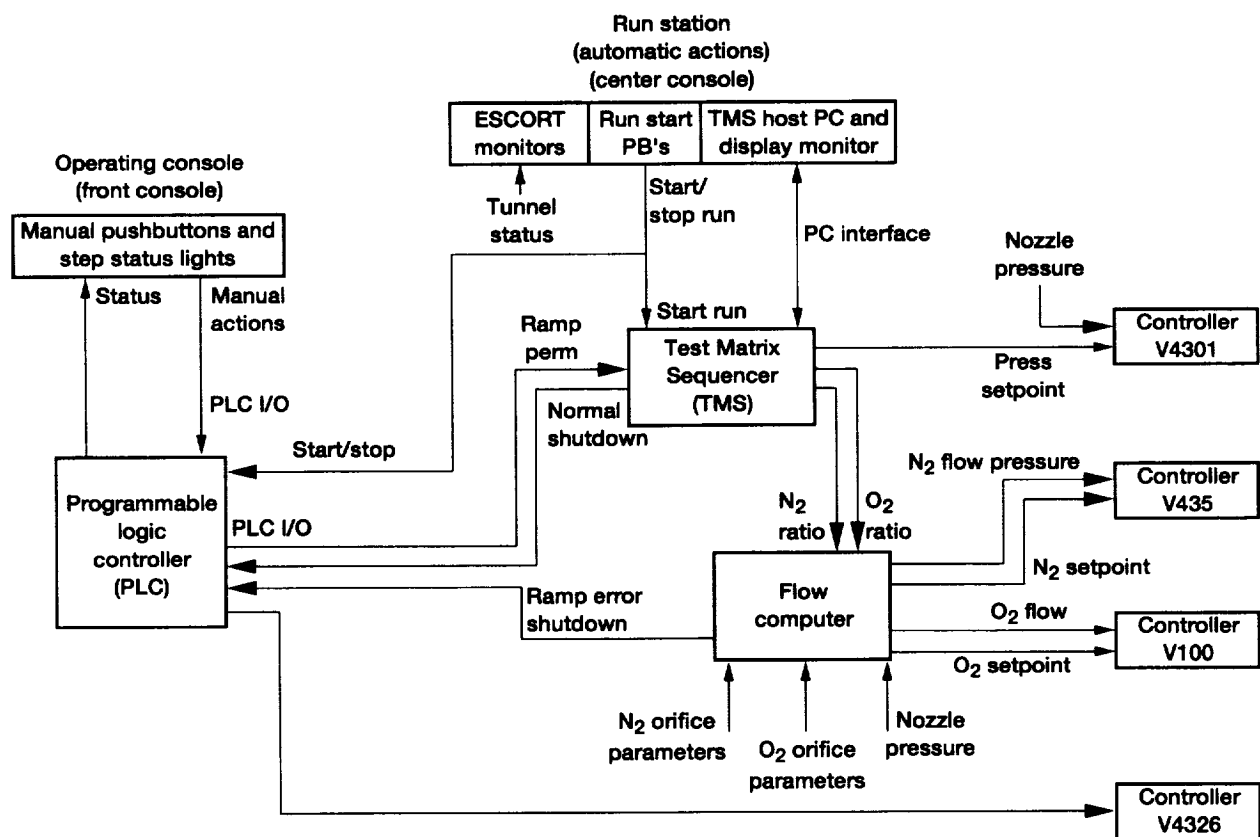 Run station
(automatic actions)
(center console)
ESCORT
monitors
Run start
PB's
TMS host PC and
display monitor
Operating console
(front console)
Manual pushbuttons and
step status lights
Tunnel
status
Start/
stop run
PC interface
Nozzle
pressure
Status
Manual
actions
Start run
Ramp
perm
Test Matrix
Sequencer
(TMS)
Controller
V4301
Press
setpoint
PLC I/O
Normal
shutdown
Start/stop
N2 flow pressure
Controller
V435
Programmable
logic
controller
(PLC)
PLC I/O
N2
ratio
O2
ratio
N2 setpoint
Ramp error
shutdown
Flow
computer
O2 flow
Controller
V100
O2 setpoint
N2 orifice
parameters
O2 orifice
parameters
Nozzle
pressure
Controller
V4326